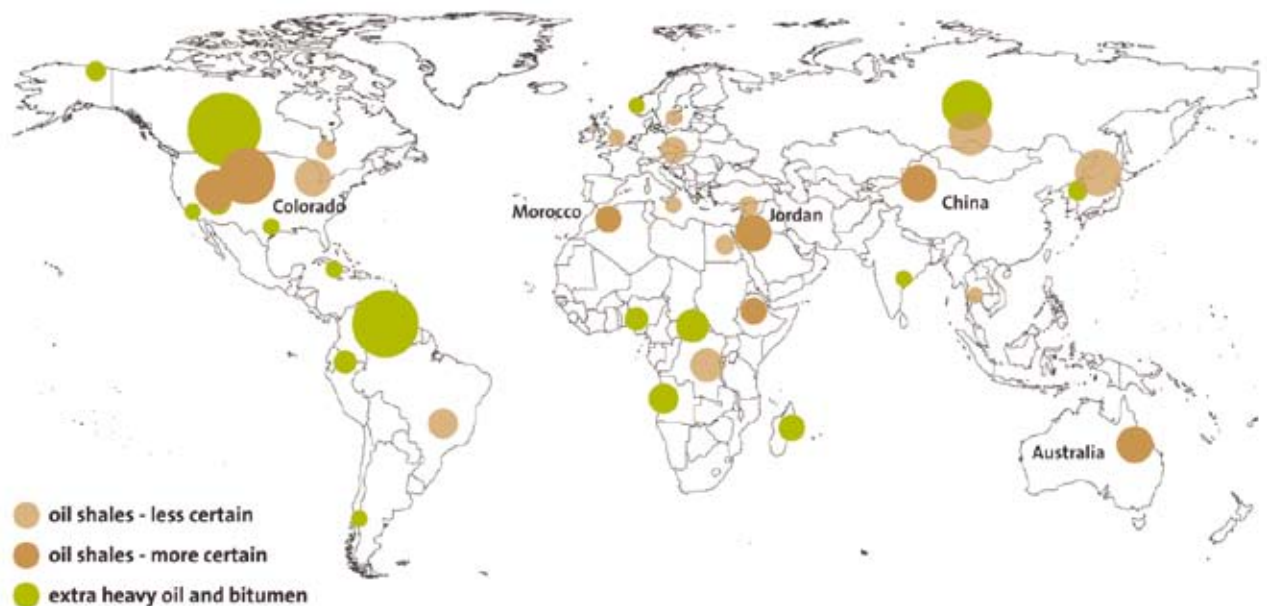 Colorado
Morocco
Jordan
China
Australia
oil shales - less certain
oil shales - more certain
extra heavy oil and bitumen